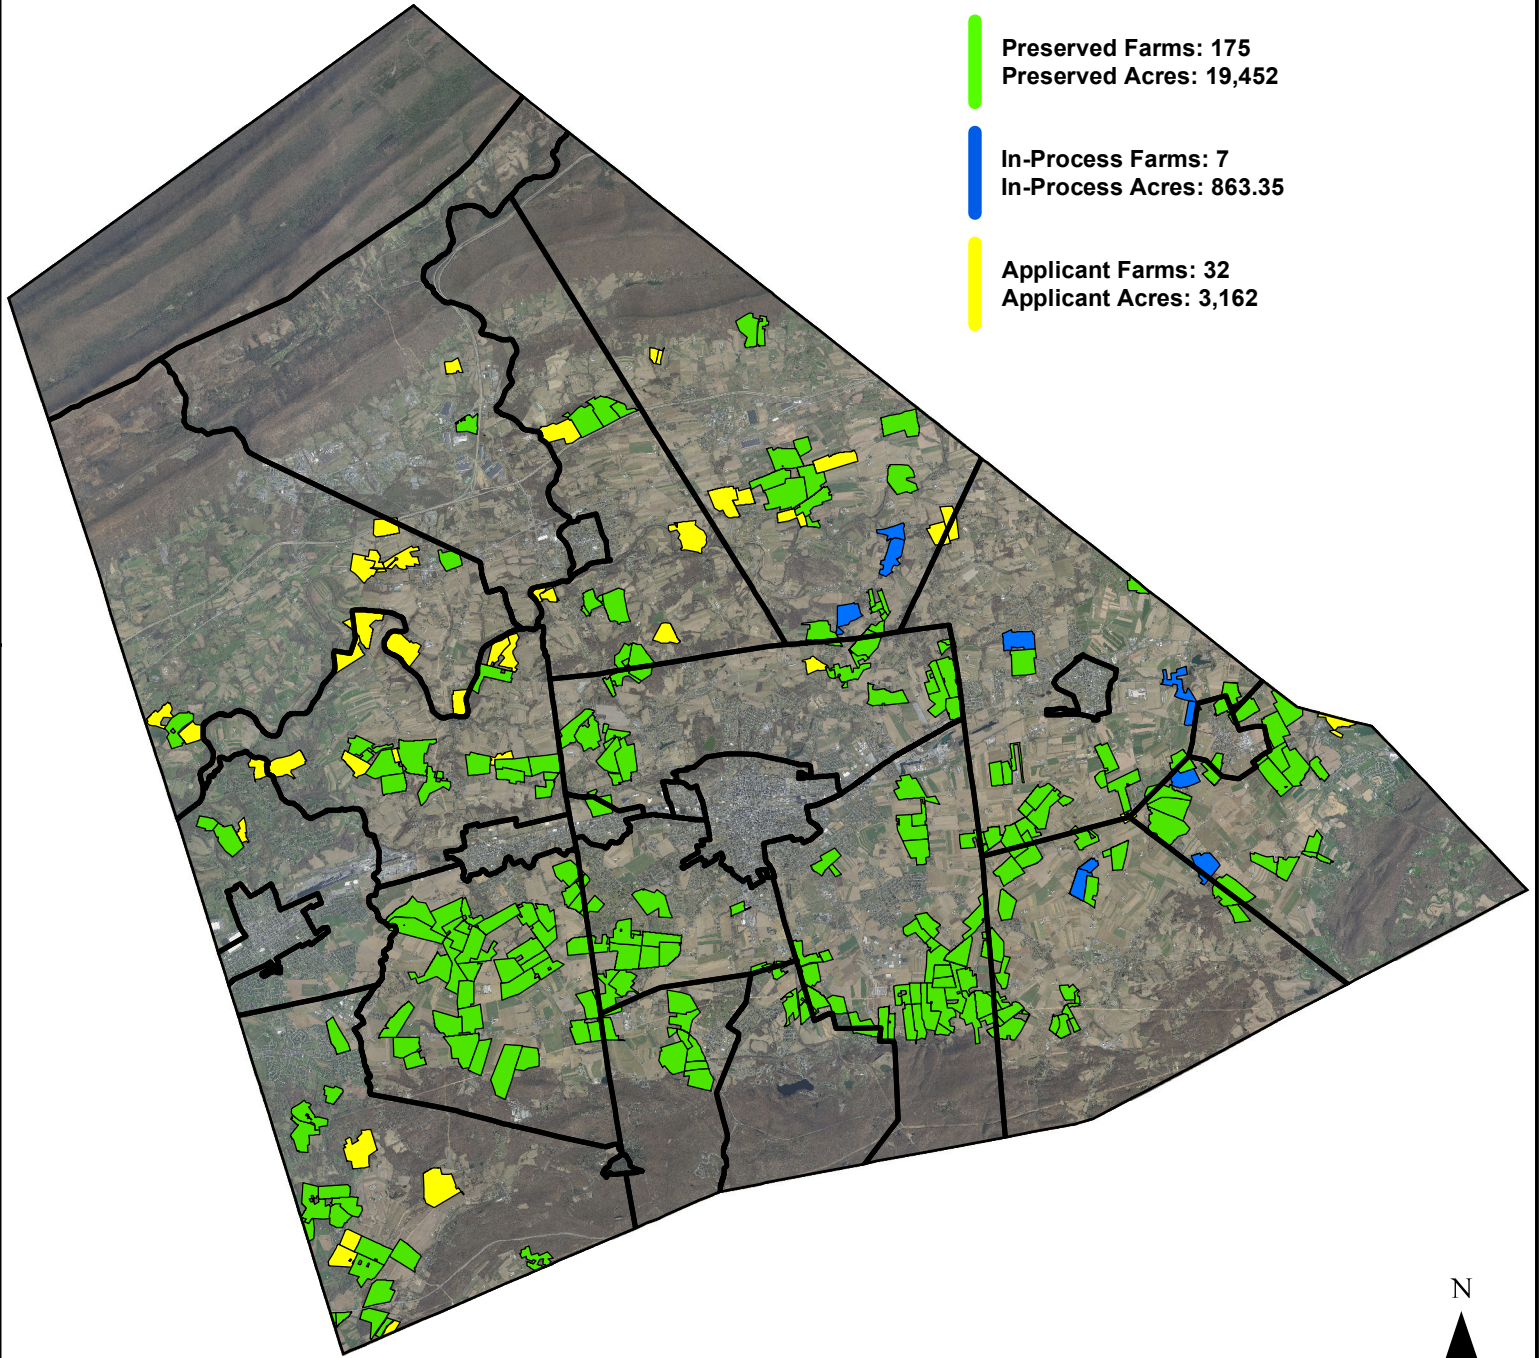 Preserved Farms: 175
Preserved Acres: 19,452
In-Process Farms: 7
In-Process Acres: 863.35
Applicant Farms: 32
Applicant Acres: 3,162
N